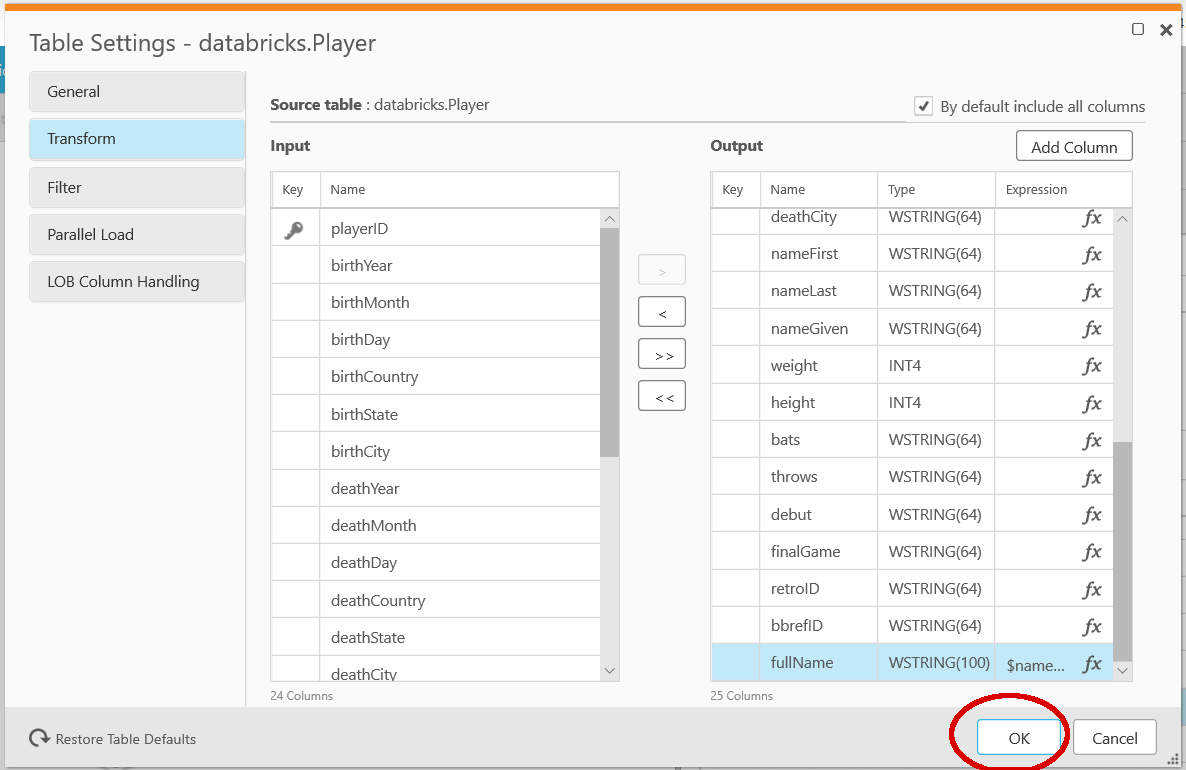 Table Settings - databricks.Player
General
Transform
Filter
Parallel Load
LOB Column Handling
Source table : databricks.Player
By default include all columns
Input
Output
Add Column
Key Name
playerID
birthYear
birthMonth
birthDay
birthCountry
birthState
birthCity
deathYear
deathMonth
deathDay
deathCountry
deathState
deathCity
24 Columns
>
<
>>
<<
Key Name Type Expression
deathCity WSTRING(64) fx
nameFirst WSTRING(64) fx
nameLast WSTRING(64) fx
nameGiven WSTRING(64) fx
weight INT4 fx
height INT4 fx
bats WSTRING(64) fx
throws WSTRING(64) fx
debut WSTRING(64) fx
finalGame WSTRING(64) fx
retroID WSTRING(64) fx
bbrefID WSTRING(64) fx
fullName WSTRING(100) $name... fx
25 Columns
Restore Table Defaults
OK
Cancel